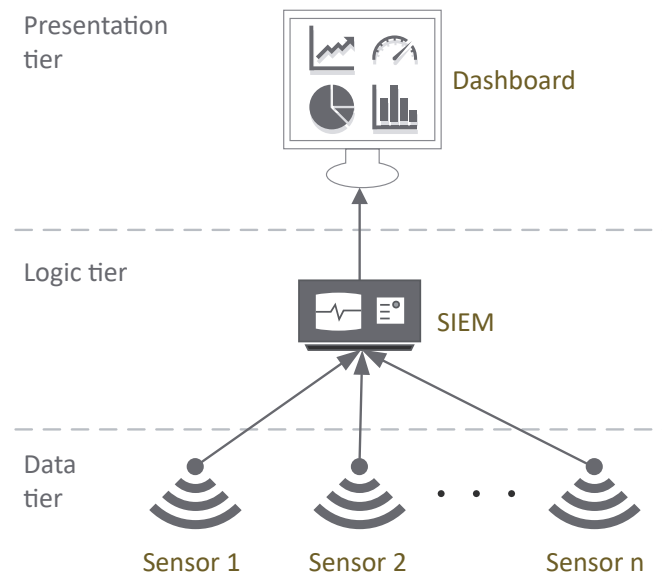 Presentation
tier
Dashboard
Logic tier
SIEM
Data
tier
. . .
Sensor 1
Sensor 2
Sensor n